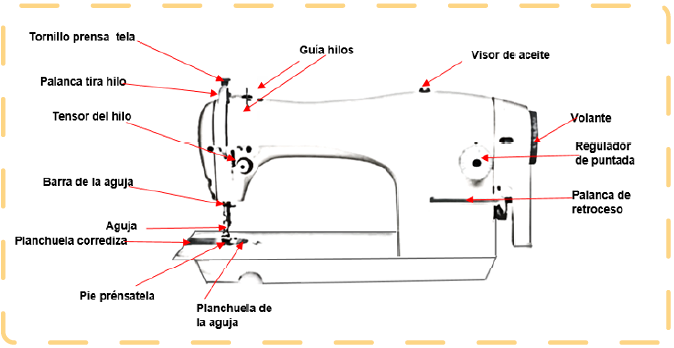 Tornillo prensa tela
Guía hilos
Visor de aceite
Palanca tira hilo
Tensor del hilo
Volante
Regulador
de puntada
Barra de la aguja
Palanca de
retroceso
Aguja
Planchuela corrediza
Pie prénsatela
Planchuela de
la aguja